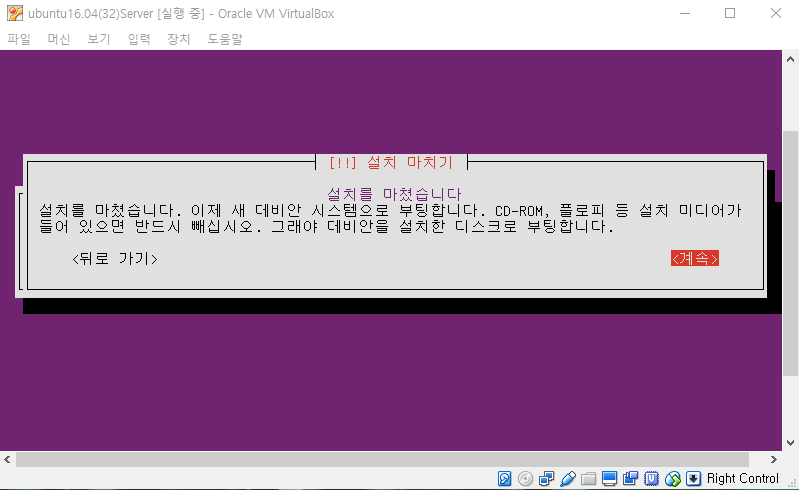 ubuntu16.04(32)Server [실행 중] - Oracle VM VirtualBox
파일 머신 보기 입력 장치 도움말
[!!] 설치 마치기
설치를 마쳤습니다
설치를 마쳤습니다. 이제 새 데비안 시스템으로 부팅합니다. CD-ROM, 플로피 등 설치 미디어가
들어 있으면 반드시 빼십시오. 그래야 데비안을 설치한 디스크로 부팅합니다.
<뒤로 가기> <계속>
Right Control